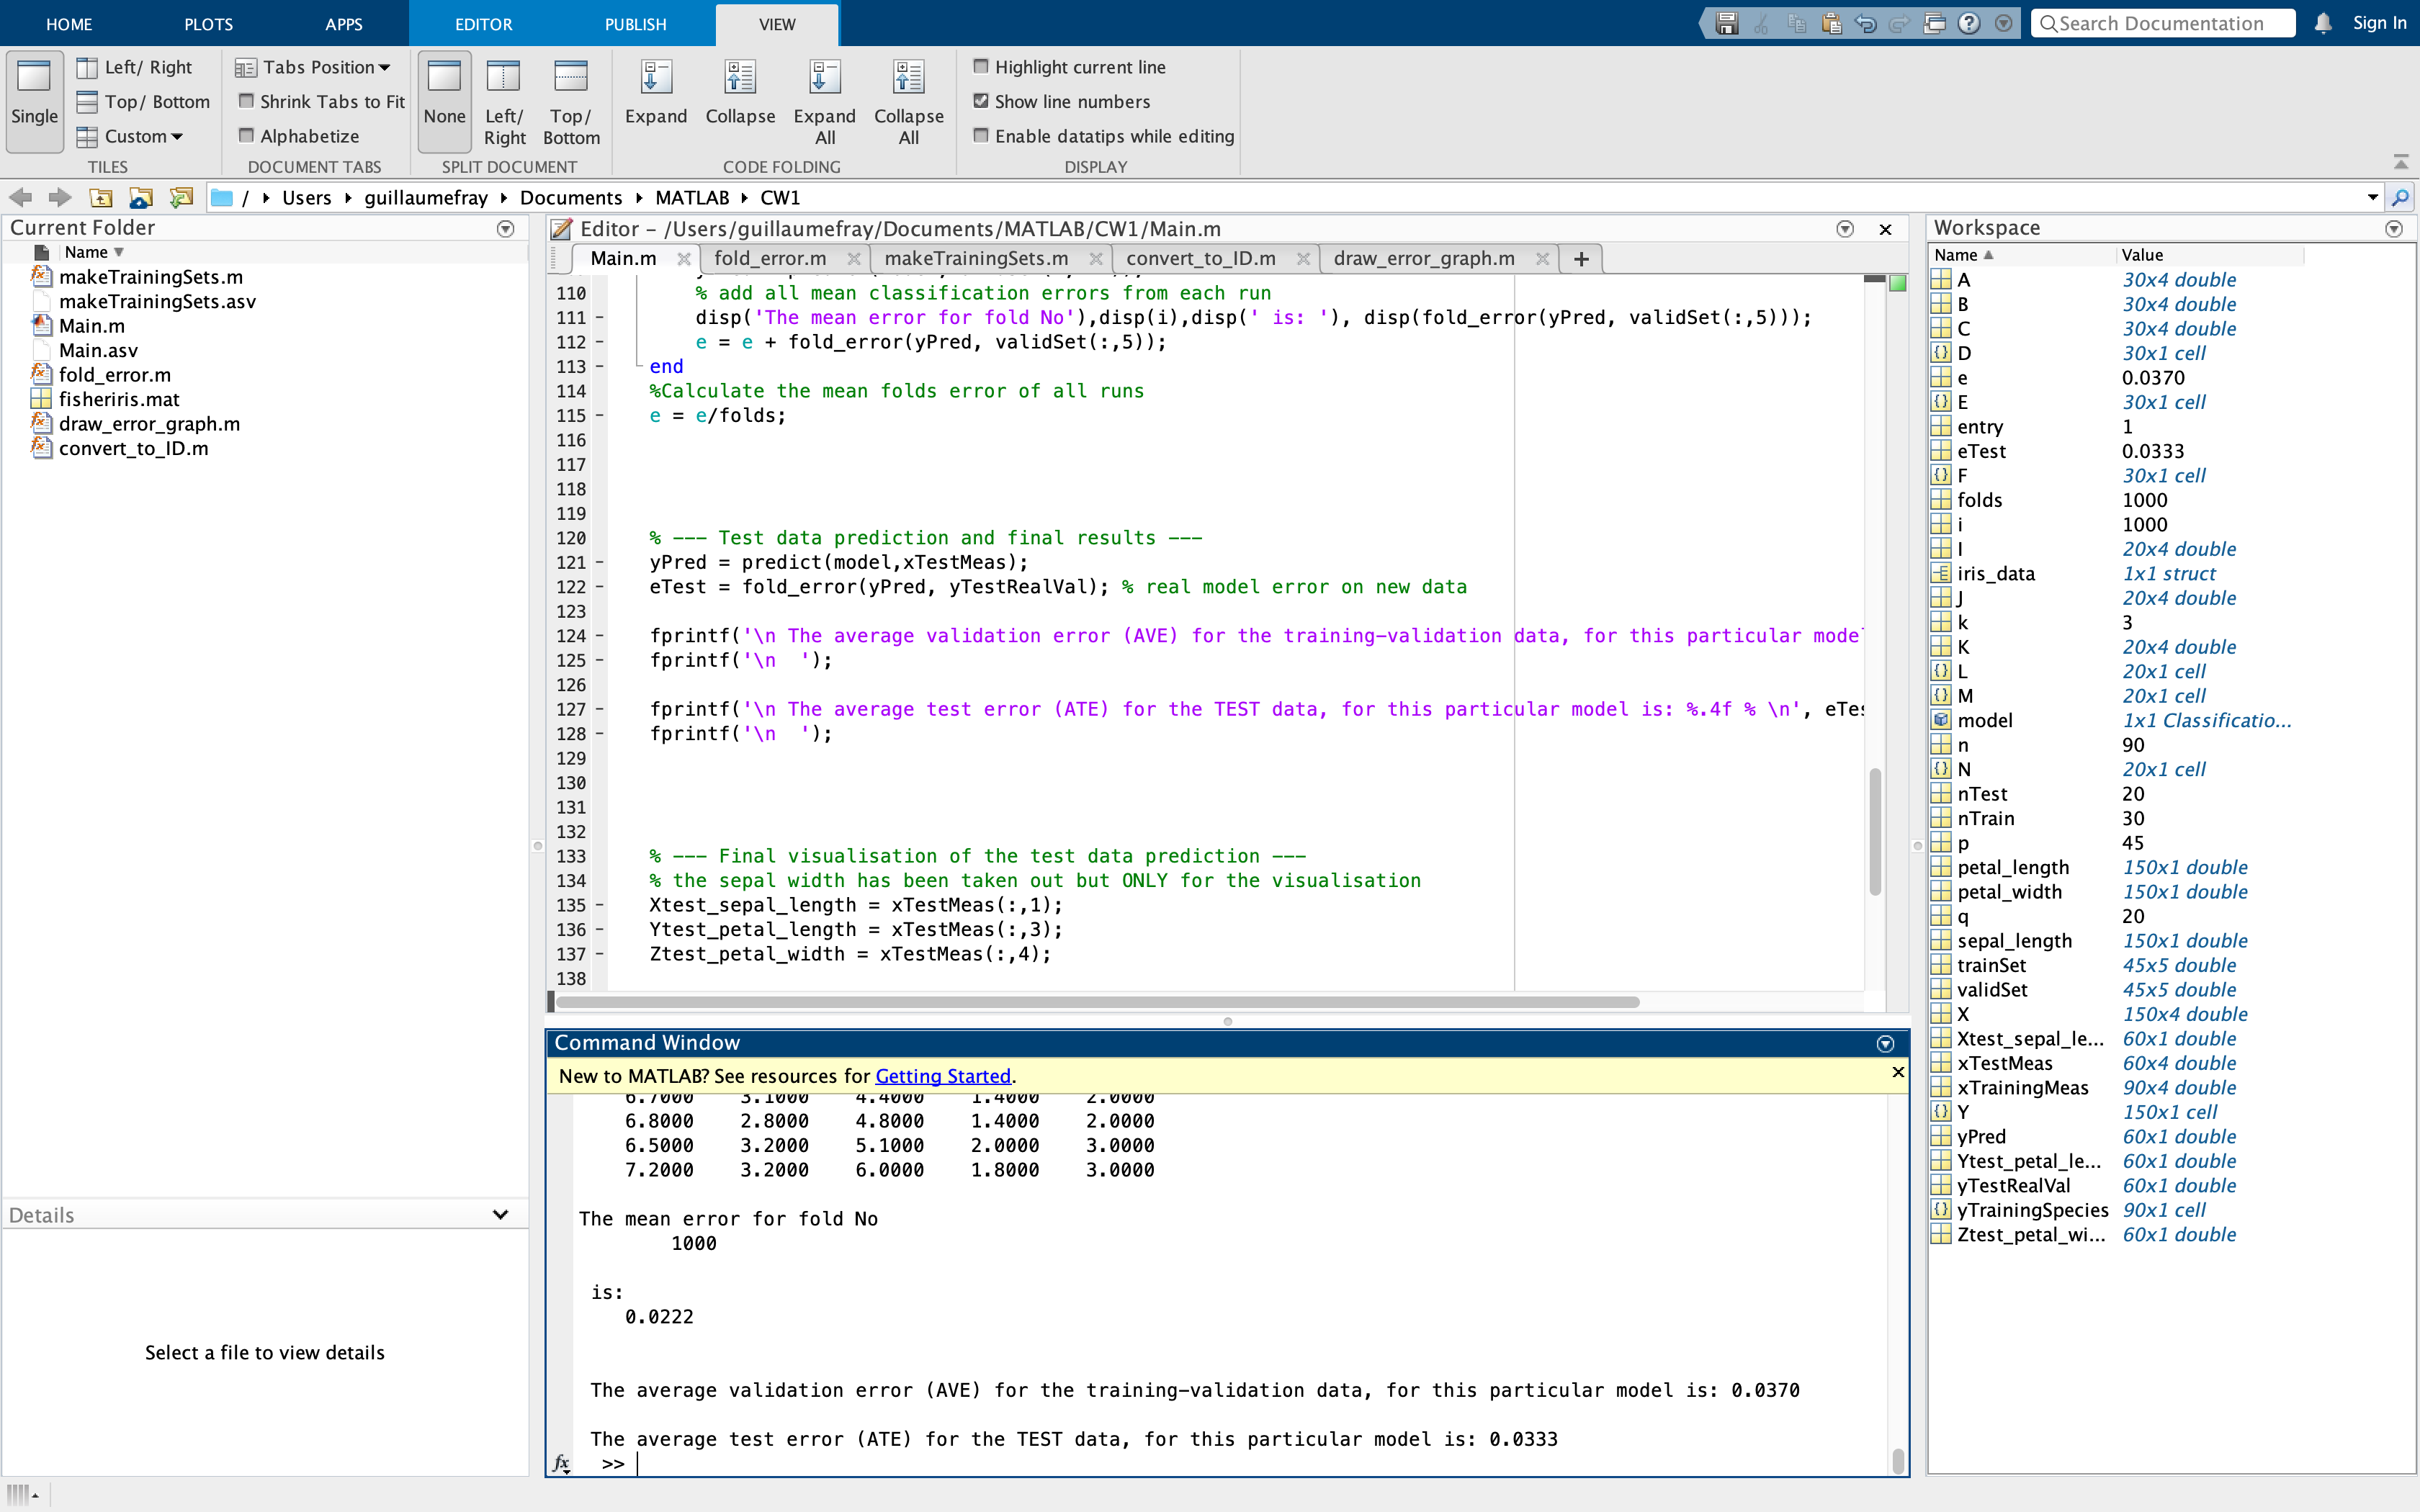 HOME PLOTS APPS EDITOR PUBLISH VIEW Search Documentation Sign In
Single Left/ Right Top/ Bottom Custom
TILES
Tabs Position Shrink Tabs to Fit Alphabetize
DOCUMENT TABS
None Left/ Right Top/ Bottom
SPLIT DOCUMENT
Expand Collapse Expand All Collapse All
CODE FOLDING
Highlight current line
Show line numbers
Enable datatips while editing
DISPLAY
/ Users guillaumefray Documents MATLAB CW1
Current Folder
Name
makeTrainingSets.m
makeTrainingSets.asv
Main.m
Main.asv
fold_error.m
fisheriris.mat
draw_error_graph.m
convert_to_ID.m
Details
Select a file to view details
Editor - /Users/guillaumefray/Documents/MATLAB/CW1/Main.m
Main.m fold_error.m makeTrainingSets.m convert_to_ID.m draw_error_graph.m +
110 % add all mean classification errors from each run
111 - disp('The mean error for fold No'),disp(i),disp(' is: '), disp(fold_error(yPred, validSet(:,5)));
112 - e = e + fold_error(yPred, validSet(:,5));
113 - end
114 %Calculate the mean folds error of all runs
115 - e = e/folds;
116
117
118
119
120 % --- Test data prediction and final results ---
121 - yPred = predict(model,xTestMeas);
122 - eTest = fold_error(yPred, yTestRealVal); % real model error on new data
123
124 - fprintf('\n The average validation error (AVE) for the training-validation data, for this particular mode
125 - fprintf('\n  ');
126
127 - fprintf('\n The average test error (ATE) for the TEST data, for this particular model is: %.4f % \n', eTes
128 - fprintf('\n  ');
129
130
131
132
133 % --- Final visualisation of the test data prediction ---
134 % the sepal width has been taken out but ONLY for the visualisation
135 - Xtest_sepal_length = xTestMeas(:,1);
136 - Ytest_petal_length = xTestMeas(:,3);
137 - Ztest_petal_width = xTestMeas(:,4);
138
Command Window
New to MATLAB? See resources for Getting Started.
6.7000 3.1000 4.4000 1.4000 2.0000
6.8000 2.8000 4.8000 1.4000 2.0000
6.5000 3.2000 5.1000 2.0000 3.0000
7.2000 3.2000 6.0000 1.8000 3.0000
The mean error for fold No
1000
is:
0.0222
The average validation error (AVE) for the training-validation data, for this particular model is: 0.0370
The average test error (ATE) for the TEST data, for this particular model is: 0.0333
fx >>
Workspace
Name Value
A 30x4 double
B 30x4 double
C 30x4 double
D 30x1 cell
e 0.0370
E 30x1 cell
entry 1
eTest 0.0333
F 30x1 cell
folds 1000
i 1000
I 20x4 double
iris_data 1x1 struct
J 20x4 double
k 3
K 20x4 double
L 20x1 cell
M 20x1 cell
model 1x1 Classificatio...
n 90
N 20x1 cell
nTest 20
nTrain 30
p 45
petal_length 150x1 double
petal_width 150x1 double
q 20
sepal_length 150x1 double
trainSet 45x5 double
validSet 45x5 double
X 150x4 double
Xtest_sepal_le... 60x1 double
xTestMeas 60x4 double
xTrainingMeas 90x4 double
Y 150x1 cell
yPred 60x1 double
Ytest_petal_le... 60x1 double
yTestRealVal 60x1 double
yTrainingSpecies 90x1 cell
Ztest_petal_wi... 60x1 double